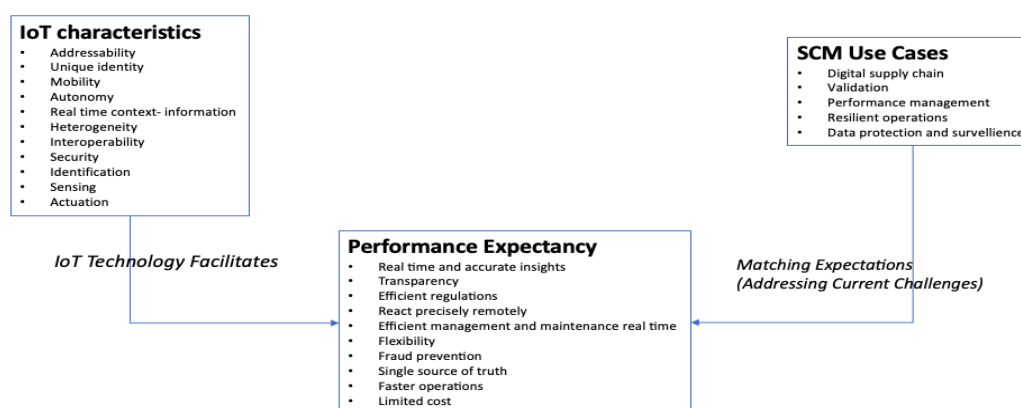 IoT characteristics
• Addressability
• Unique identity
• Mobility
• Autonomy
• Real time context- information
• Heterogeneity
• Interoperability
• Security
• Identification
• Sensing
• Actuation
SCM Use Cases
• Digital supply chain
• Validation
• Performance management
• Resilient operations
• Data protection and survellience
IoT Technology Facilitates
Matching Expectations
(Addressing Current Challenges)
Performance Expectancy
• Real time and accurate insights
• Transparency
• Efficient regulations
• React precisely remotely
• Efficient management and maintenance real time
• Flexibility
• Fraud prevention
• Single source of truth
• Faster operations
• Limited cost